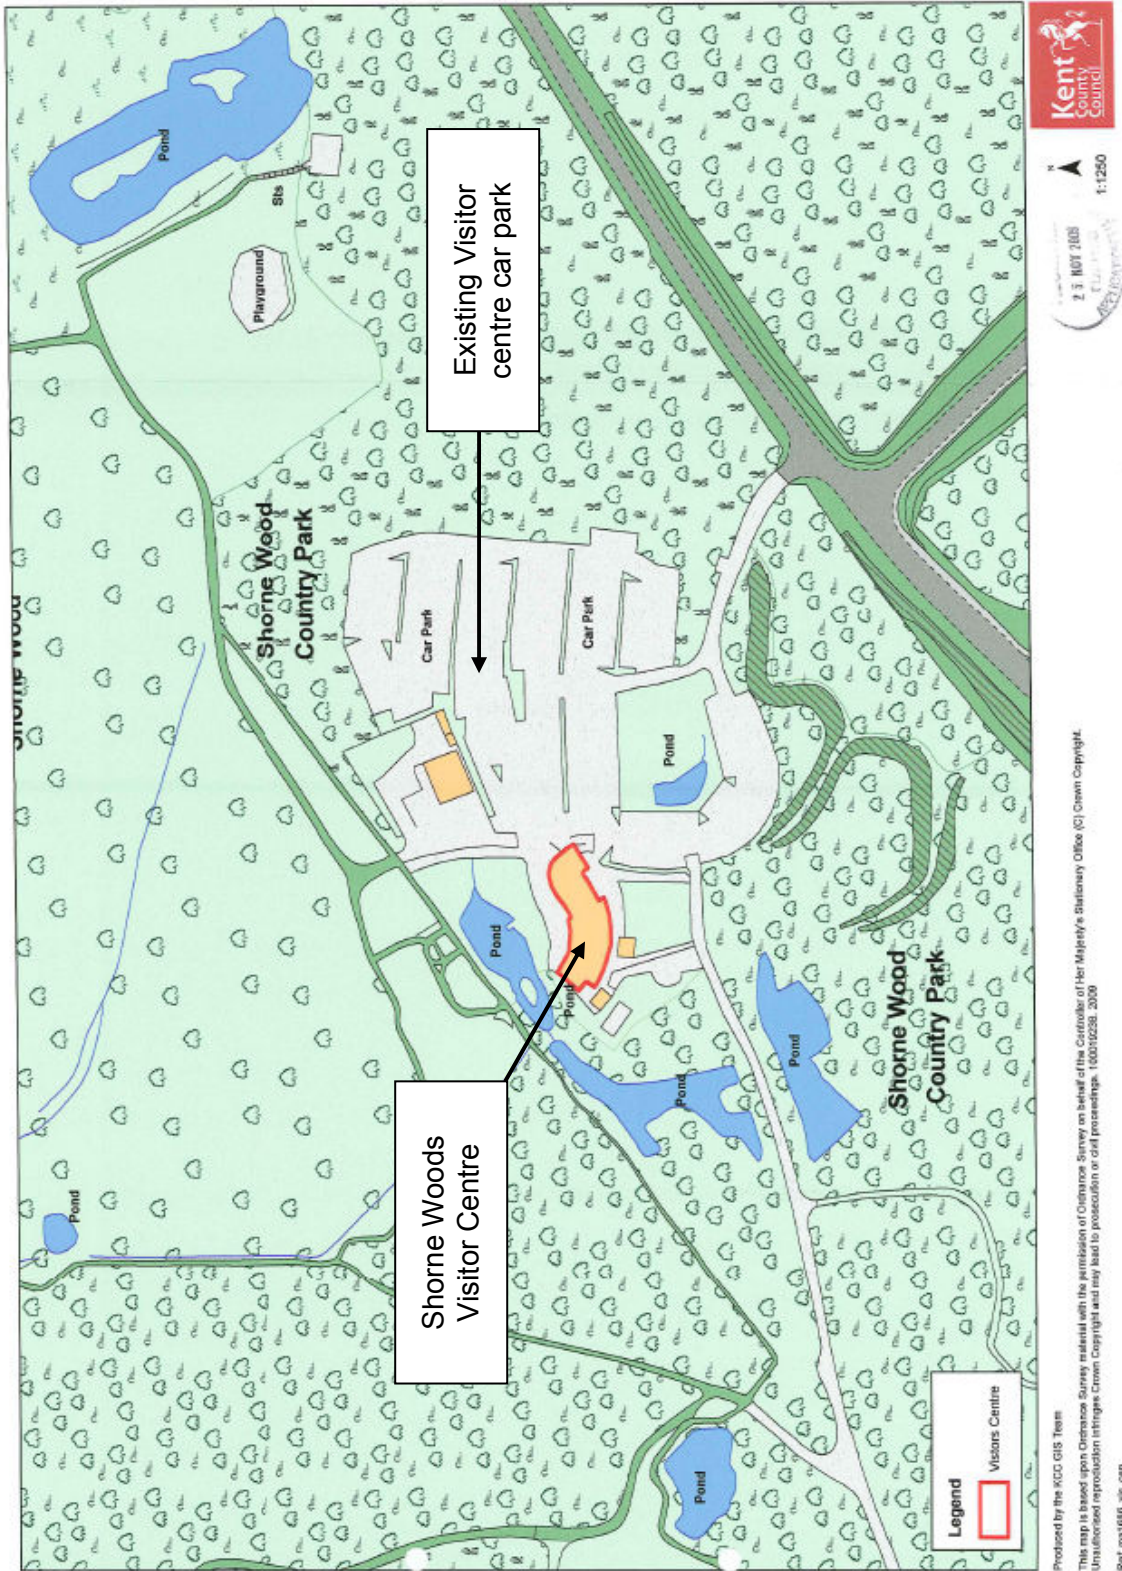 Shorne Wood
Pond
Sts
Playground
Existing Visitor
centre car park
Shorne Wood
Country Park
Car Park
Car Park
Pond
Pond
Pond
Pond
Pond
Shorne Woods
Visitor Centre
Pond
Shorne Wood
Country Park
Pond
Legend
Visitors Centre
Kent
County
Council
N
1:1250
Produced by the KCC GIS Team
This map is based upon Ordnance Survey material with the permission of Ordnance Survey on behalf of the Controller of Her Majesty's Stationery Office (C) Crown Copyright.
Unauthorised reproduction infringes Crown Copyright and may lead to prosecution or civil proceedings. 100019238. 2009